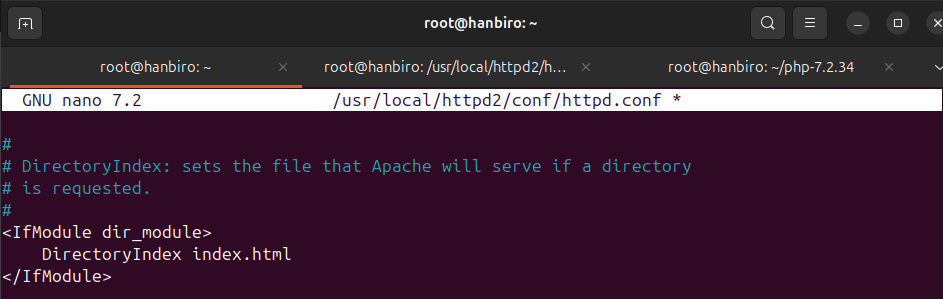 root@hanbiro: ~
root@hanbiro: ~ × root@hanbiro: /usr/local/httpd2/h... × root@hanbiro: ~/php-7.2.34 ×
GNU nano 7.2 /usr/local/httpd2/conf/httpd.conf *
#
# DirectoryIndex: sets the file that Apache will serve if a directory
# is requested.
#
<IfModule dir_module>
    DirectoryIndex index.html
</IfModule>